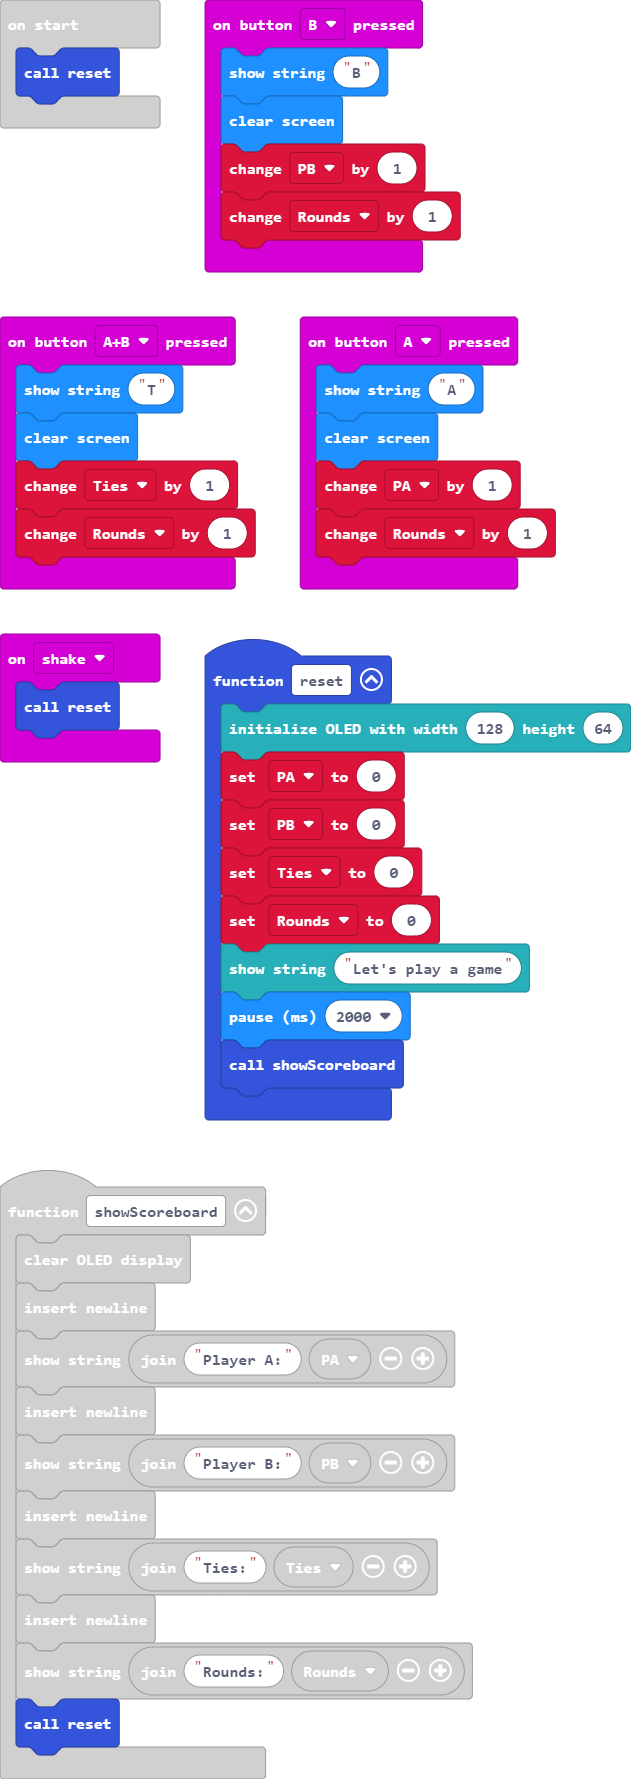 on start
call reset
on button B pressed
show string "B"
clear screen
change PB by 1
change Rounds by 1
on button A+B pressed
show string "T"
clear screen
change Ties by 1
change Rounds by 1
on button A pressed
show string "A"
clear screen
change PA by 1
change Rounds by 1
on shake
call reset
function reset
initialize OLED with width 128 height 64
set PA to 0
set PB to 0
set Ties to 0
set Rounds to 0
show string "Let's play a game"
pause (ms) 2000
call showScoreboard
function showScoreboard
clear OLED display
insert newline
show string join "Player A:" PA
insert newline
show string join "Player B:" PB
insert newline
show string join "Ties:" Ties
insert newline
show string join "Rounds:" Rounds
call reset